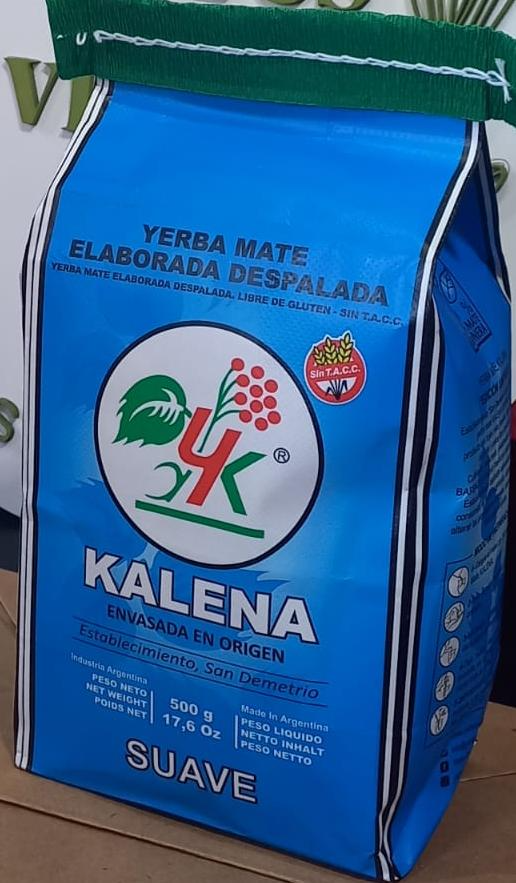 YERBA MATE
ELABORADA DESPALADA
YERBA MATE ELABORADA DESPALADA. LIBRE DE GLUTEN - SIN T.A.C.C.
Sin T.A.C.C.
aYK ®
KALENA
ENVASADA EN ORIGEN
Establecimiento, San Demetrio
Industria Argentina
PESO NETO
NET WEIGHT
POIDS NET
500 g
17,6 Oz
Made In Argentina
PESO LIQUIDO
NETTO INHALT
PESO NETTO
SUAVE